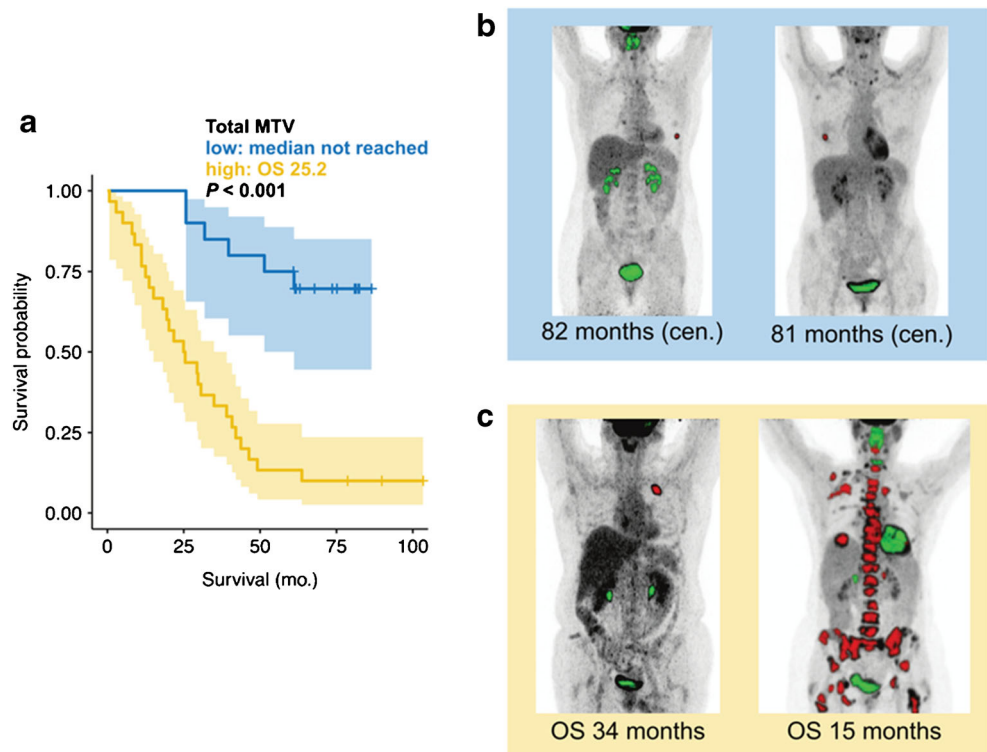 a
Total MTV
low: median not reached
high: OS 25.2
P < 0.001
1.00
0.75
0.50
0.25
0.00
Survival probability
0 25 50 75 100
Survival (mo.)
b
82 months (cen.)
81 months (cen.)
c
OS 34 months
OS 15 months